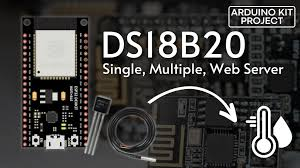 ARDUINO KIT
PROJECT
DS18B20
Single, Multiple, Web Server